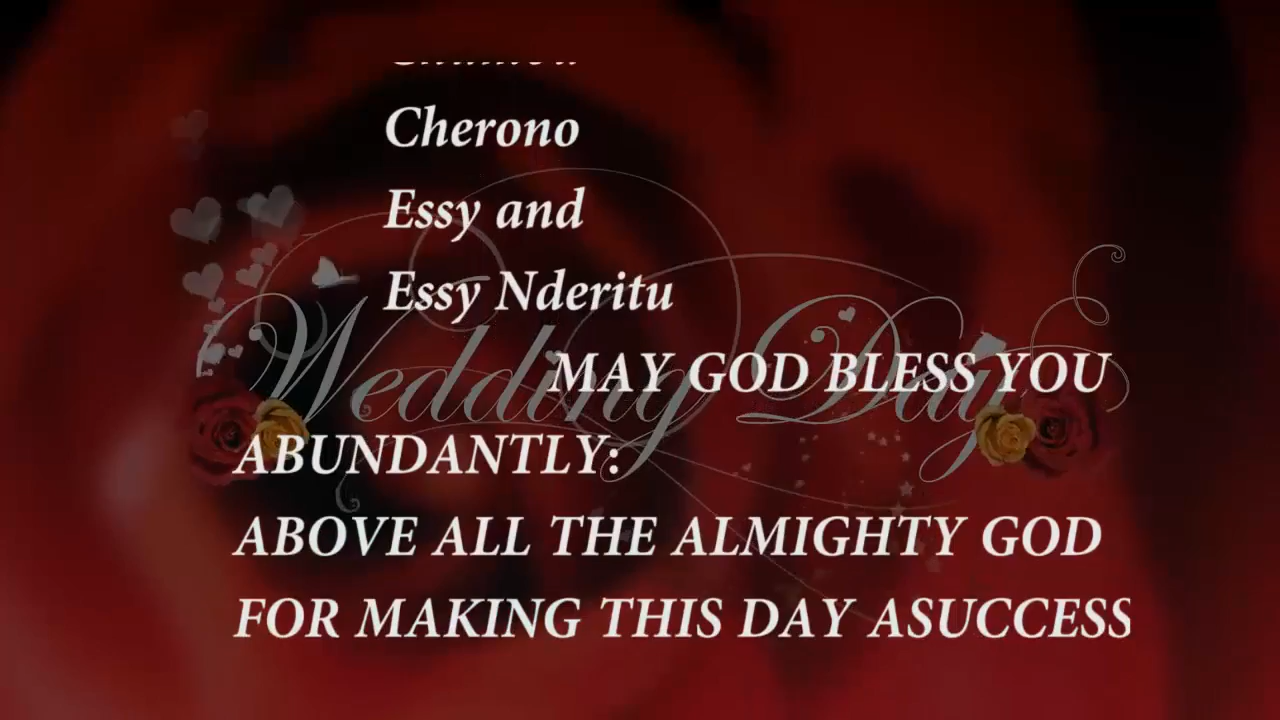 Cherono
Essy and
Essy Nderitu
MAY GOD BLESS YOU
Wedding Day
ABUNDANTLY:
ABOVE ALL THE ALMIGHTY GOD
FOR MAKING THIS DAY ASUCCESS